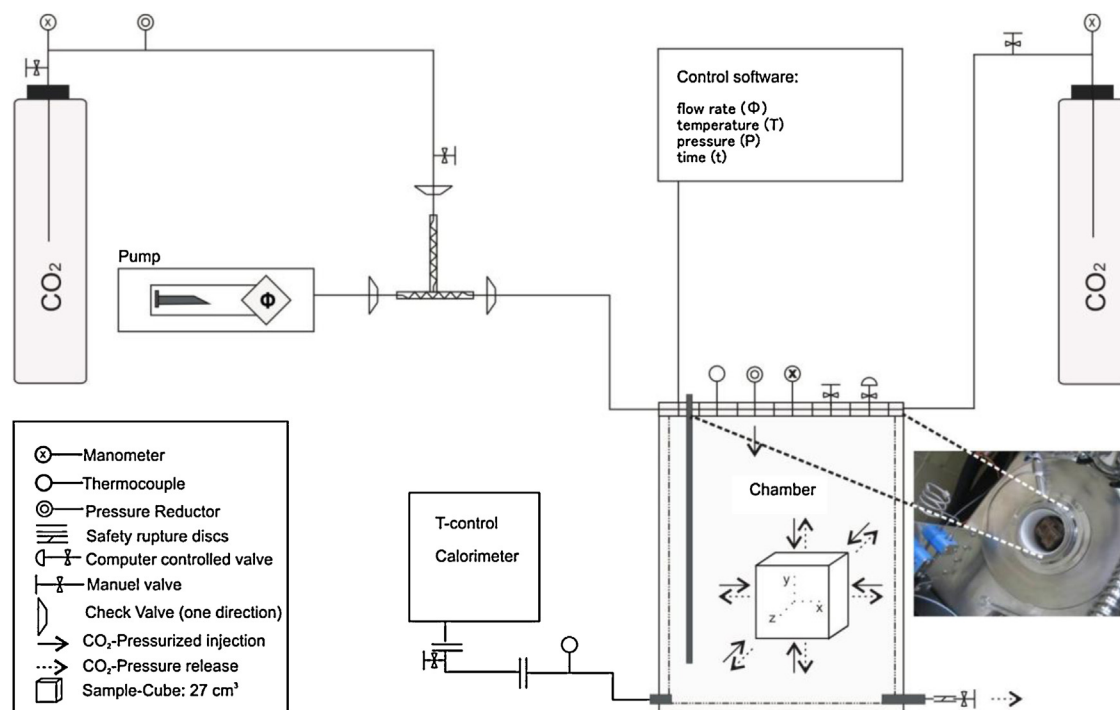 x
x
Control software:
flow rate (Φ)
temperature (T)
pressure (P)
time (t)
Pump
CO₂
Φ
CO₂
x
x Manometer
Thermocouple
Pressure Reductor
Safety rupture discs
Computer controlled valve
Manuel valve
Check Valve (one direction)
CO₂-Pressurized injection
CO₂-Pressure release
Sample-Cube: 27 cm³
T-control
Calorimeter
Chamber
y
x
z